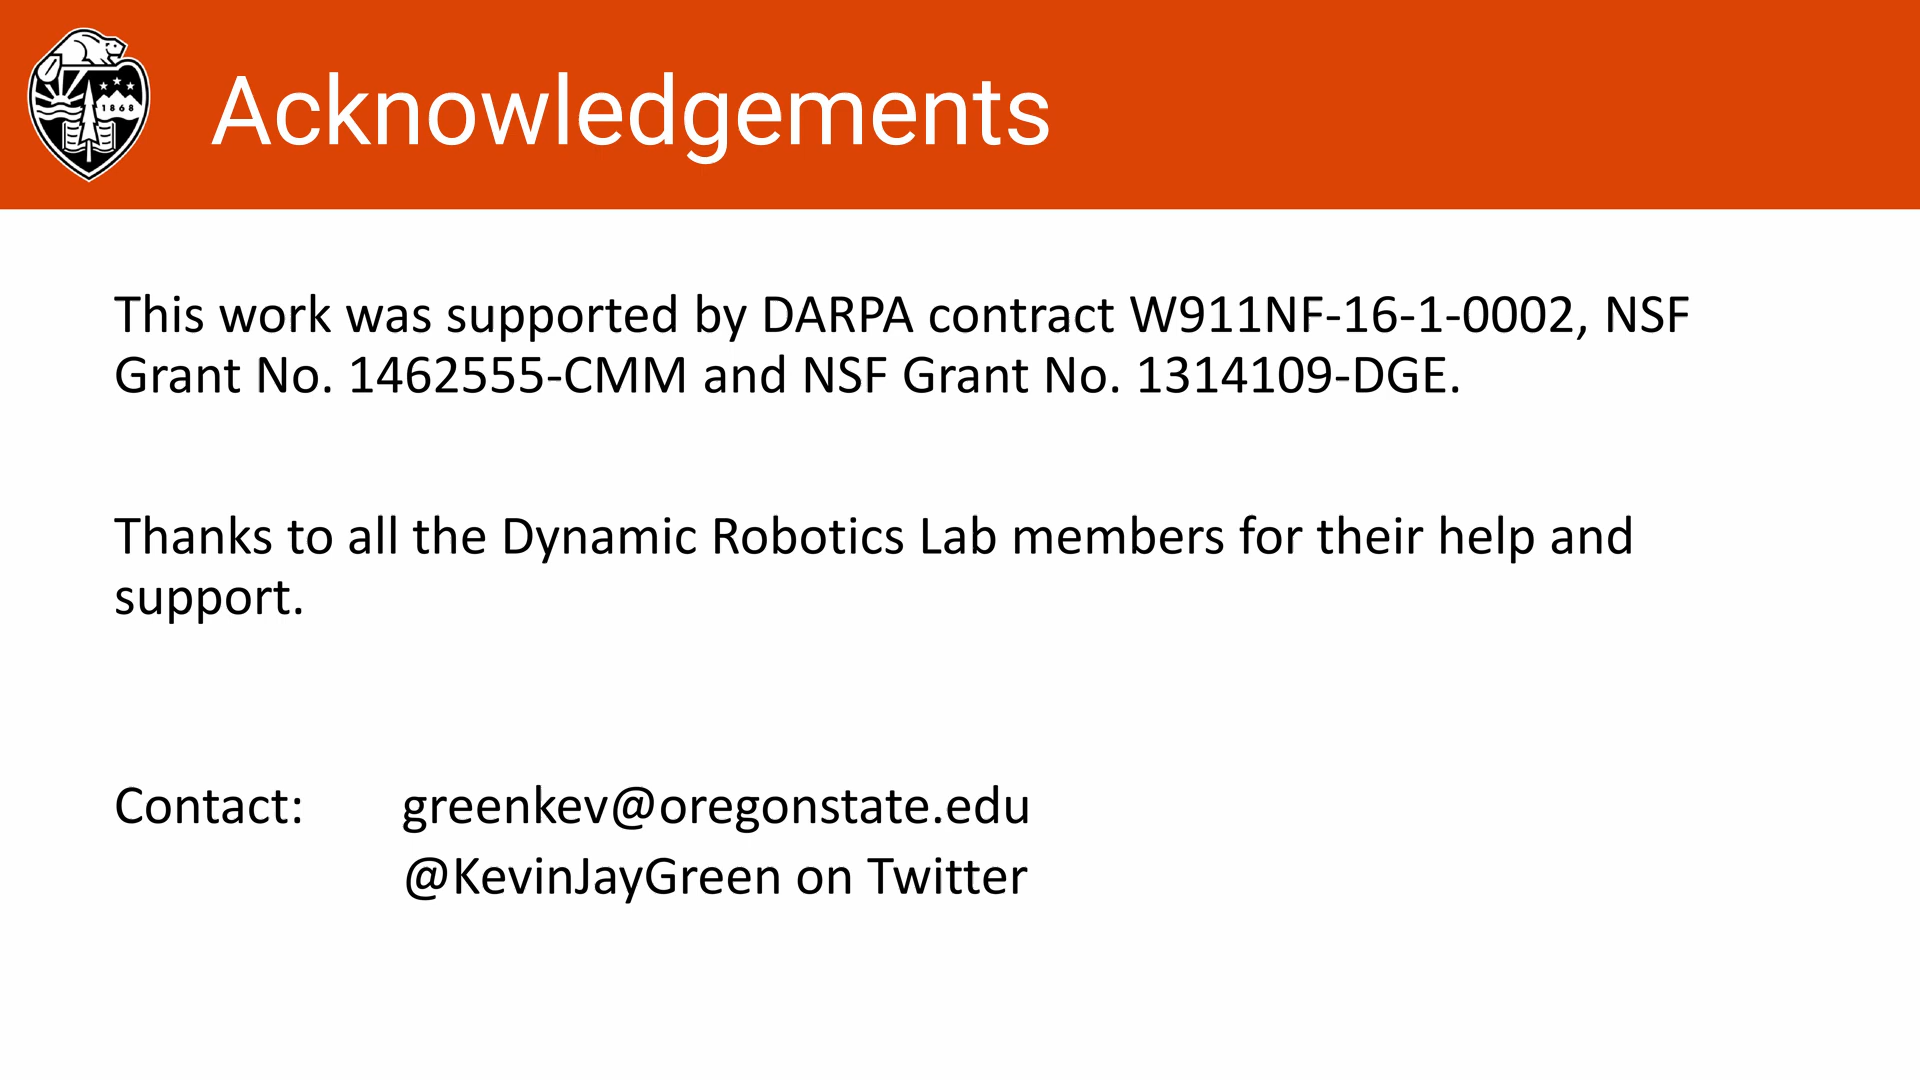 1868
Acknowledgements
This work was supported by DARPA contract W911NF-16-1-0002, NSF
Grant No. 1462555-CMM and NSF Grant No. 1314109-DGE.
Thanks to all the Dynamic Robotics Lab members for their help and
support.
Contact: greenkev@oregonstate.edu
@KevinJayGreen on Twitter